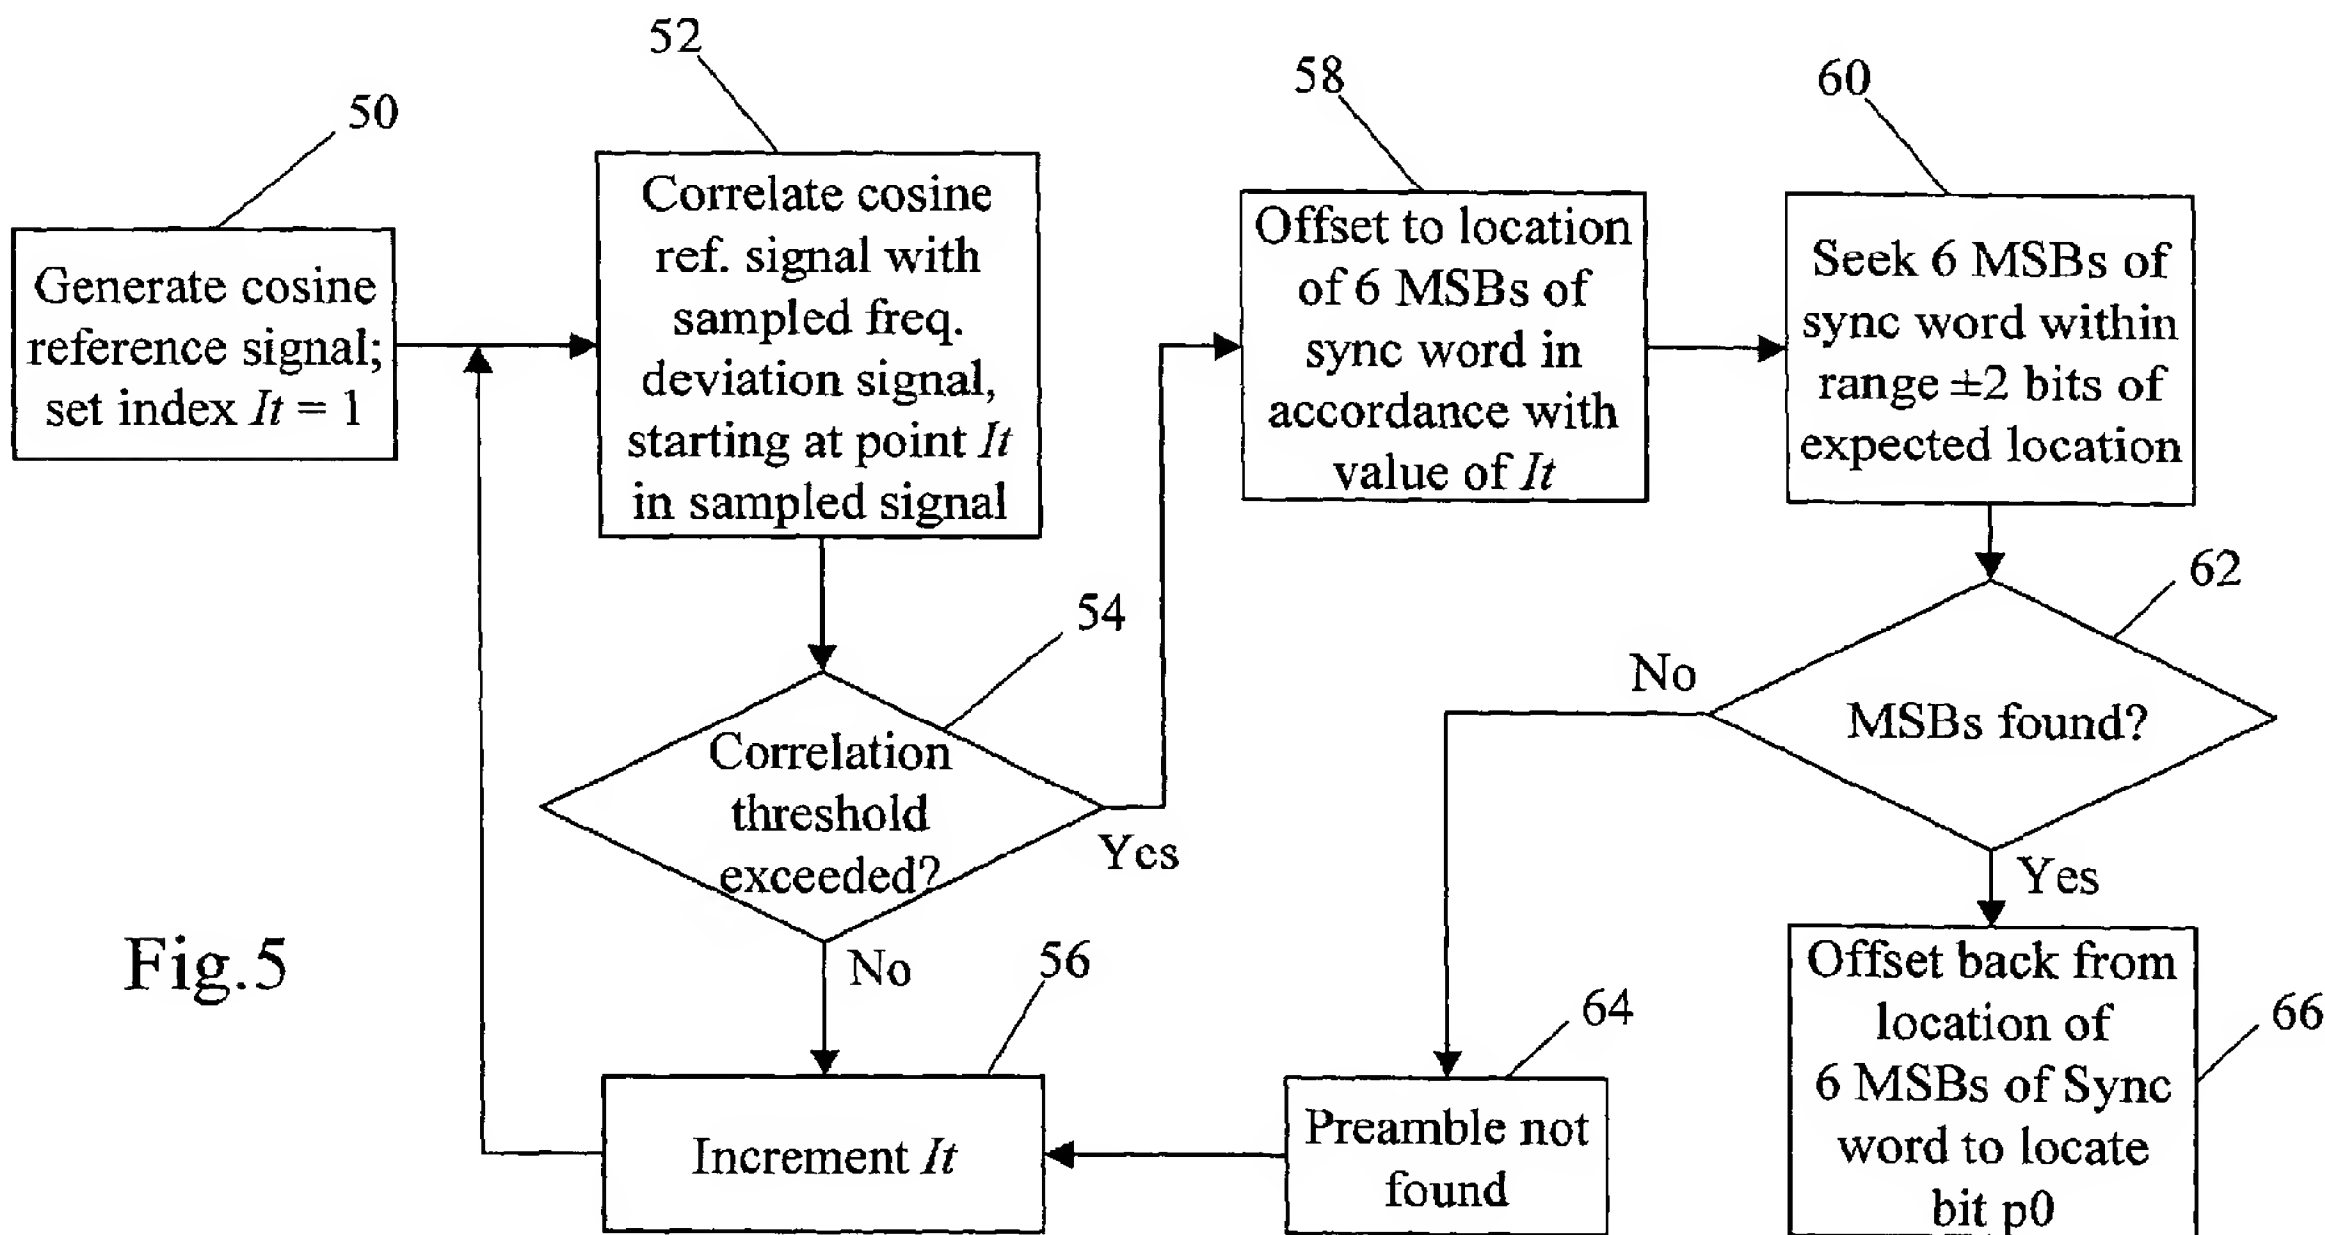 50
Generate cosine
reference signal;
set index It = 1
52
Correlate cosine
ref. signal with
sampled freq.
deviation signal,
starting at point It
in sampled signal
54
Correlation
threshold
exceeded?
Yes
No
56
Increment It
58
Offset to location
of 6 MSBs of
sync word in
accordance with
value of It
60
Seek 6 MSBs of
sync word within
range ±2 bits of
expected location
62
MSBs found?
No
Yes
64
Preamble not
found
66
Offset back from
location of
6 MSBs of Sync
word to locate
bit p0
Fig.5